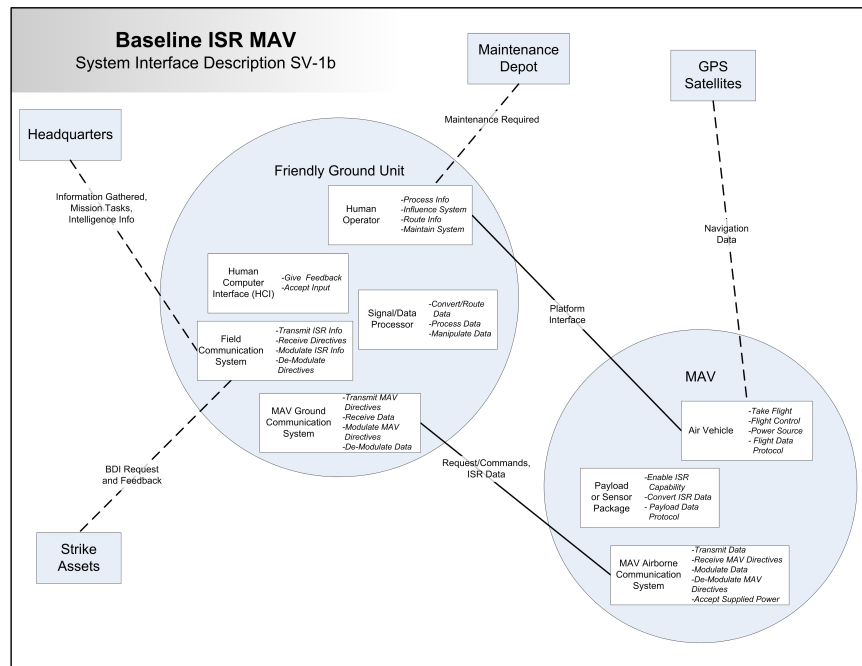 Baseline ISR MAV
System Interface Description SV-1b
Maintenance
Depot
GPS
Satellites
Headquarters
Maintenance Required
Friendly Ground Unit
Information Gathered,
Mission Tasks,
Intelligence Info
Human
Operator
-Process Info
-Influence System
-Route Info
-Maintain System
Navigation
Data
Human
Computer
Interface (HCI)
-Give Feedback
-Accept Input
Signal/Data
Processor
-Convert/Route
Data
-Process Data
-Manipulate Data
Platform
Interface
Field
Communication
System
-Transmit ISR Info
-Receive Directives
-Modulate ISR Info
-De-Modulate
Directives
MAV
MAV Ground
Communication
System
-Transmit MAV
Directives
-Receive Data
-Modulate MAV
Directives
-De-Modulate Data
Air Vehicle
-Take Flight
-Flight Control
-Power Source
- Flight Data
Protocol
BDI Request
and Feedback
Request/Commands,
ISR Data
Payload
or Sensor
Package
-Enable ISR
Capability
-Convert ISR Data
- Payload Data
Protocol
Strike
Assets
MAV Airborne
Communication
System
-Transmit Data
-Receive MAV Directives
-Modulate Data
-De-Modulate MAV
Directives
-Accept Supplied Power